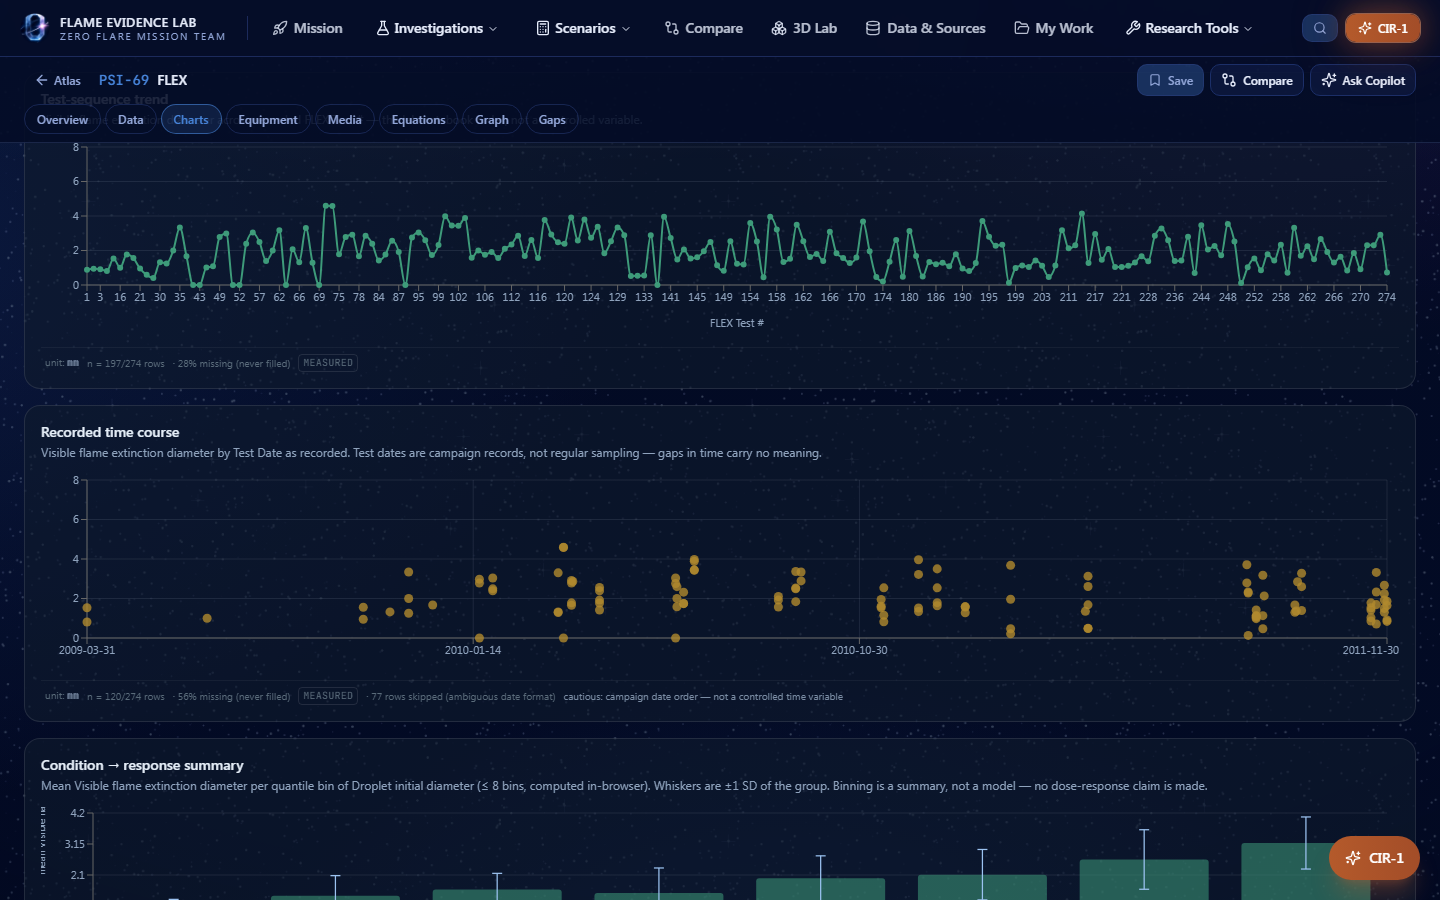 FLAME EVIDENCE LAB
ZERO FLARE MISSION TEAM
Mission
Investigations
Scenarios
Compare
3D Lab
Data & Sources
My Work
Research Tools
CIR-1
Atlas
PSI-69 FLEX
Save
Compare
Ask Copilot
Test-sequence trend
Overview
Data
Charts
Equipment
Media
Equations
Graph
Gaps
8
6
4
2
0
1 3 16 21 30 35 43 49 52 57 62 66 69 75 78 84 87 95 99 102 106 112 116 120 124 129 133 141 145 149 154 158 162 166 170 174 180 186 190 195 199 203 211 217 221 228 236 244 248 252 258 262 266 270 274
FLEX Test #
unit: n = 197/274 rows · 28% missing (never filled) MEASURED
Recorded time course
Visible flame extinction diameter by Test Date as recorded. Test dates are campaign records, not regular sampling — gaps in time carry no meaning.
8
6
4
2
0
2009-03-31 2010-01-14 2010-10-30 2011-11-30
unit: n = 120/274 rows · 56% missing (never filled) MEASURED · 77 rows skipped (ambiguous date format) cautious: campaign date order — not a controlled time variable
Condition → response summary
Mean Visible flame extinction diameter per quantile bin of Droplet initial diameter (≤ 8 bins, computed in-browser). Whiskers are ±1 SD of the group. Binning is a summary, not a model — no dose-response claim is made.
4.2
3.15
2.1
CIR-1